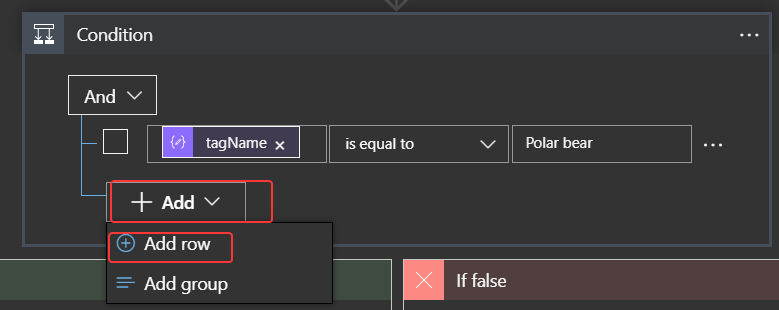 Condition
And
tagName is equal to Polar bear
Add
Add row
Add group
If false